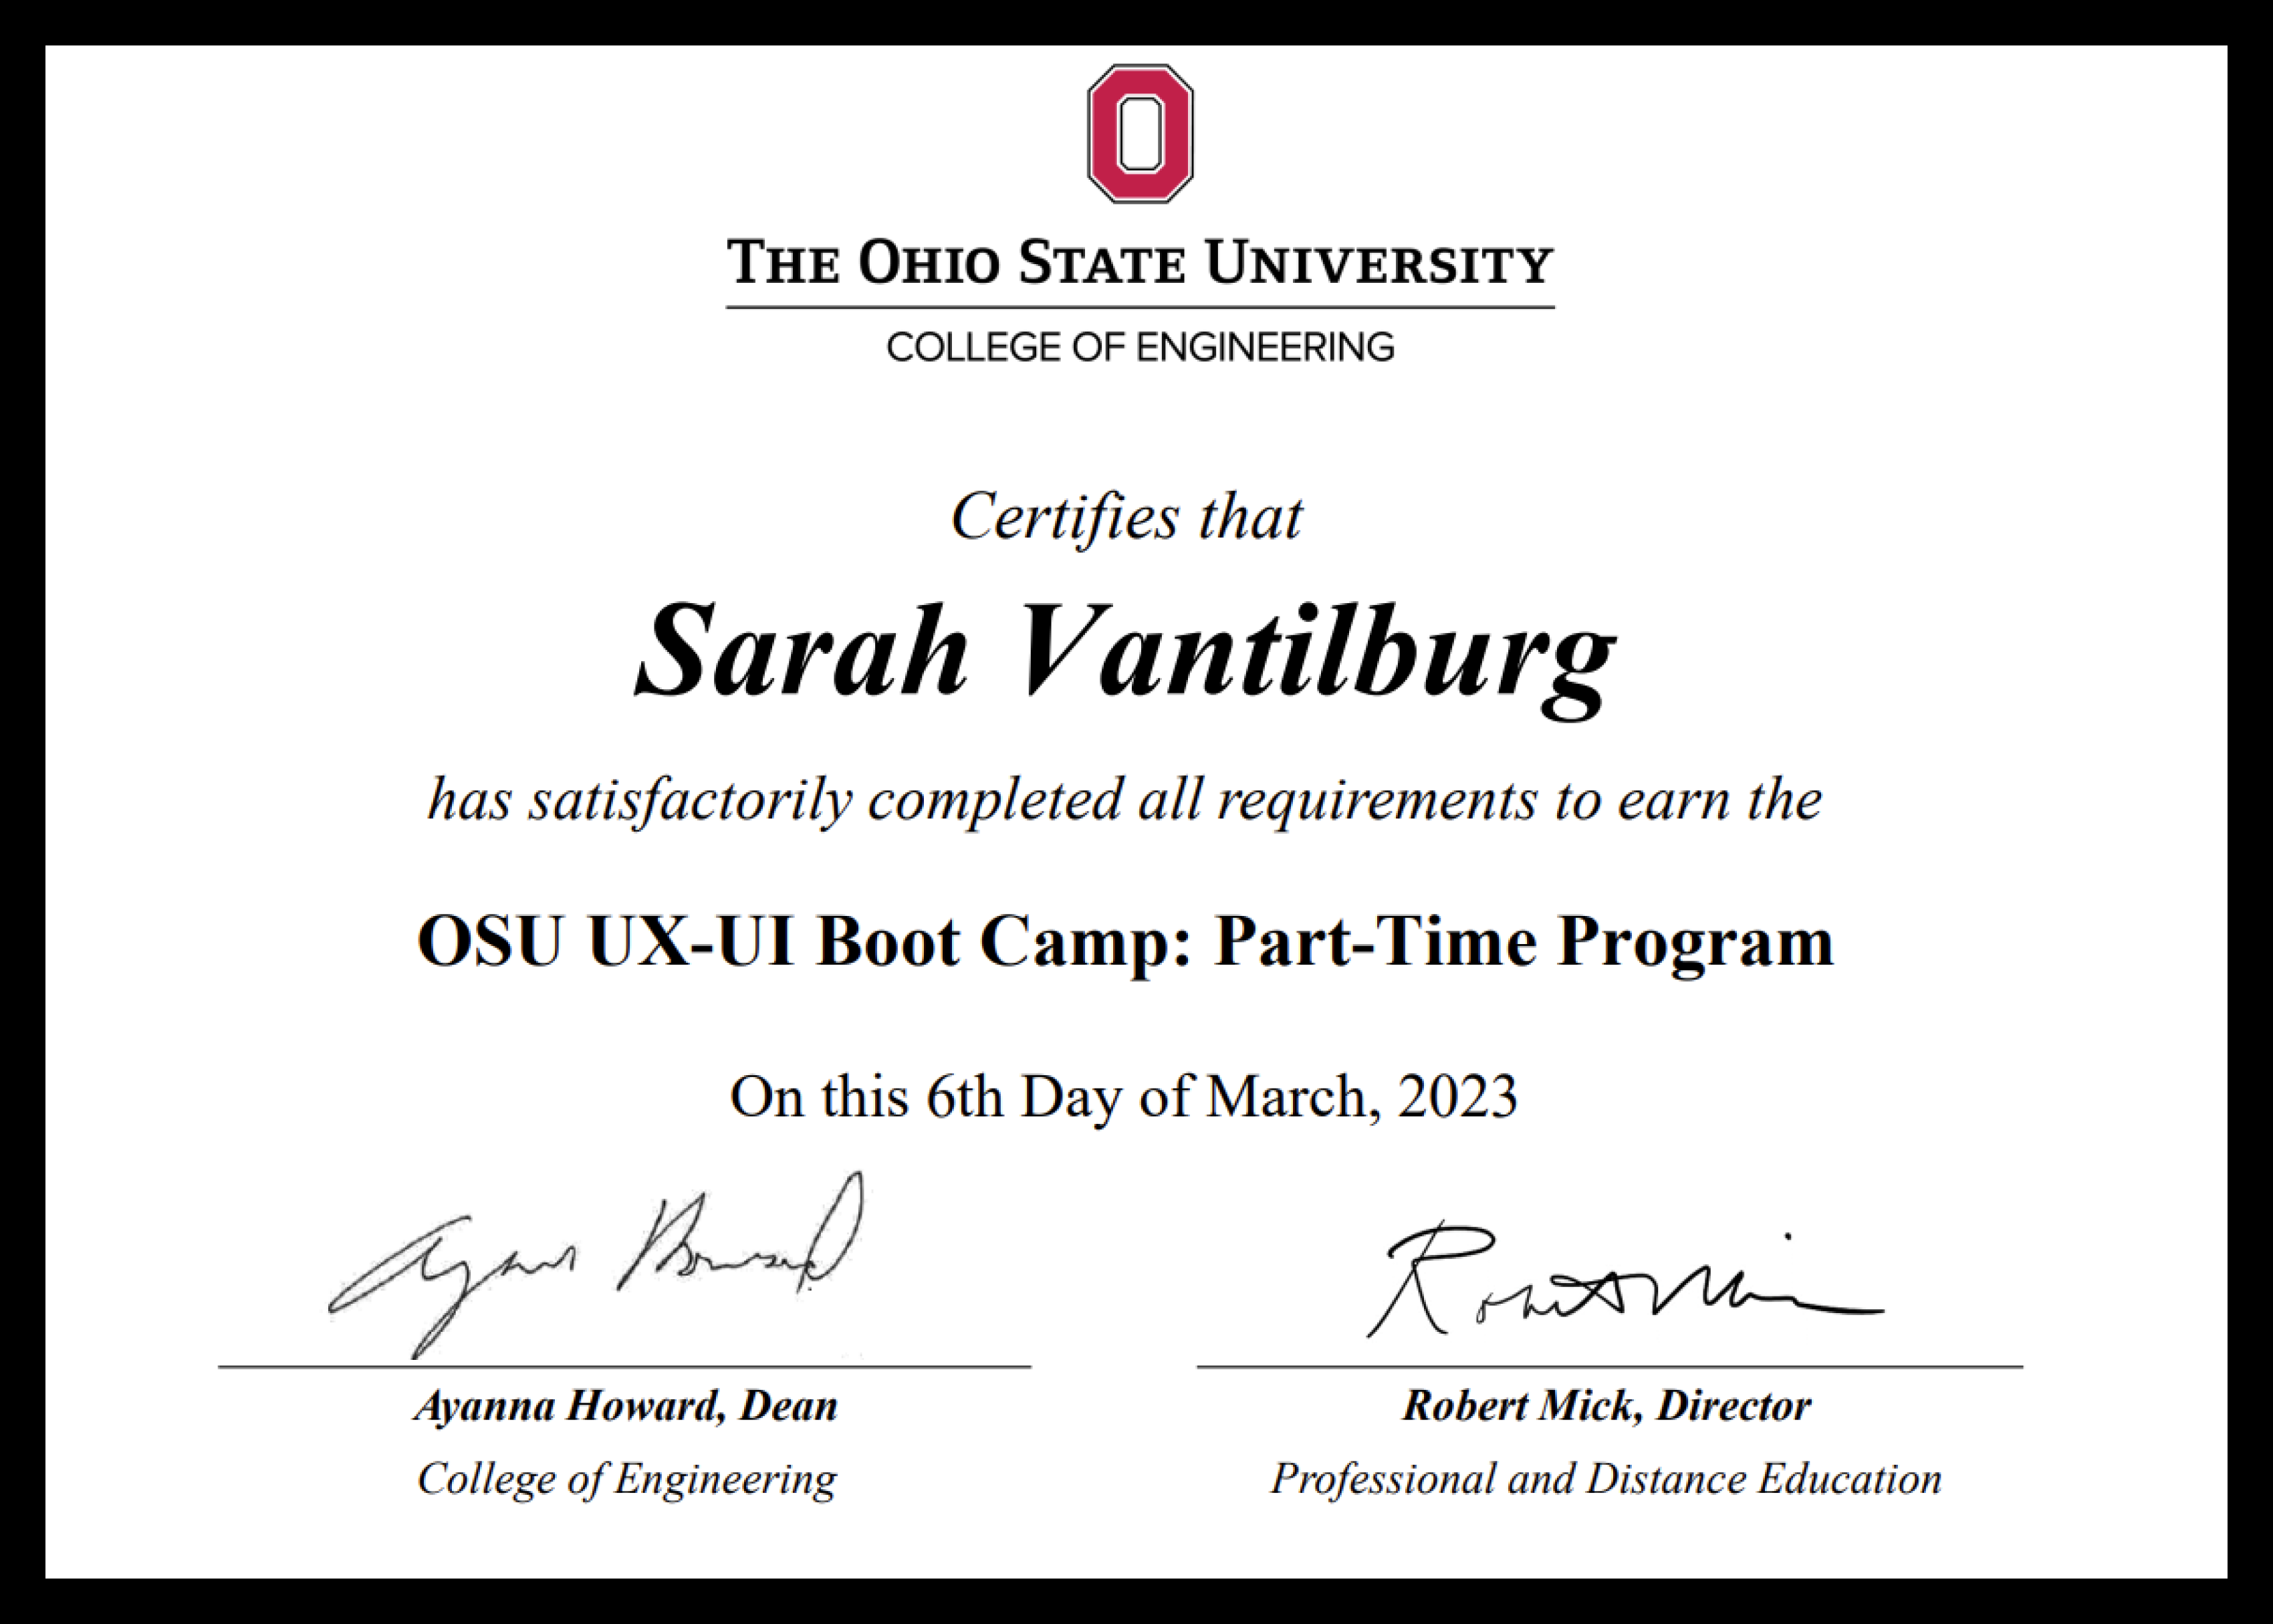 O
THE OHIO STATE UNIVERSITY
COLLEGE OF ENGINEERING
Certifies that
Sarah Vantilburg
has satisfactorily completed all requirements to earn the
OSU UX-UI Boot Camp: Part-Time Program
On this 6th Day of March, 2023
Ayanna Howard Robert Mick
Ayanna Howard, Dean Robert Mick, Director
College of Engineering Professional and Distance Education